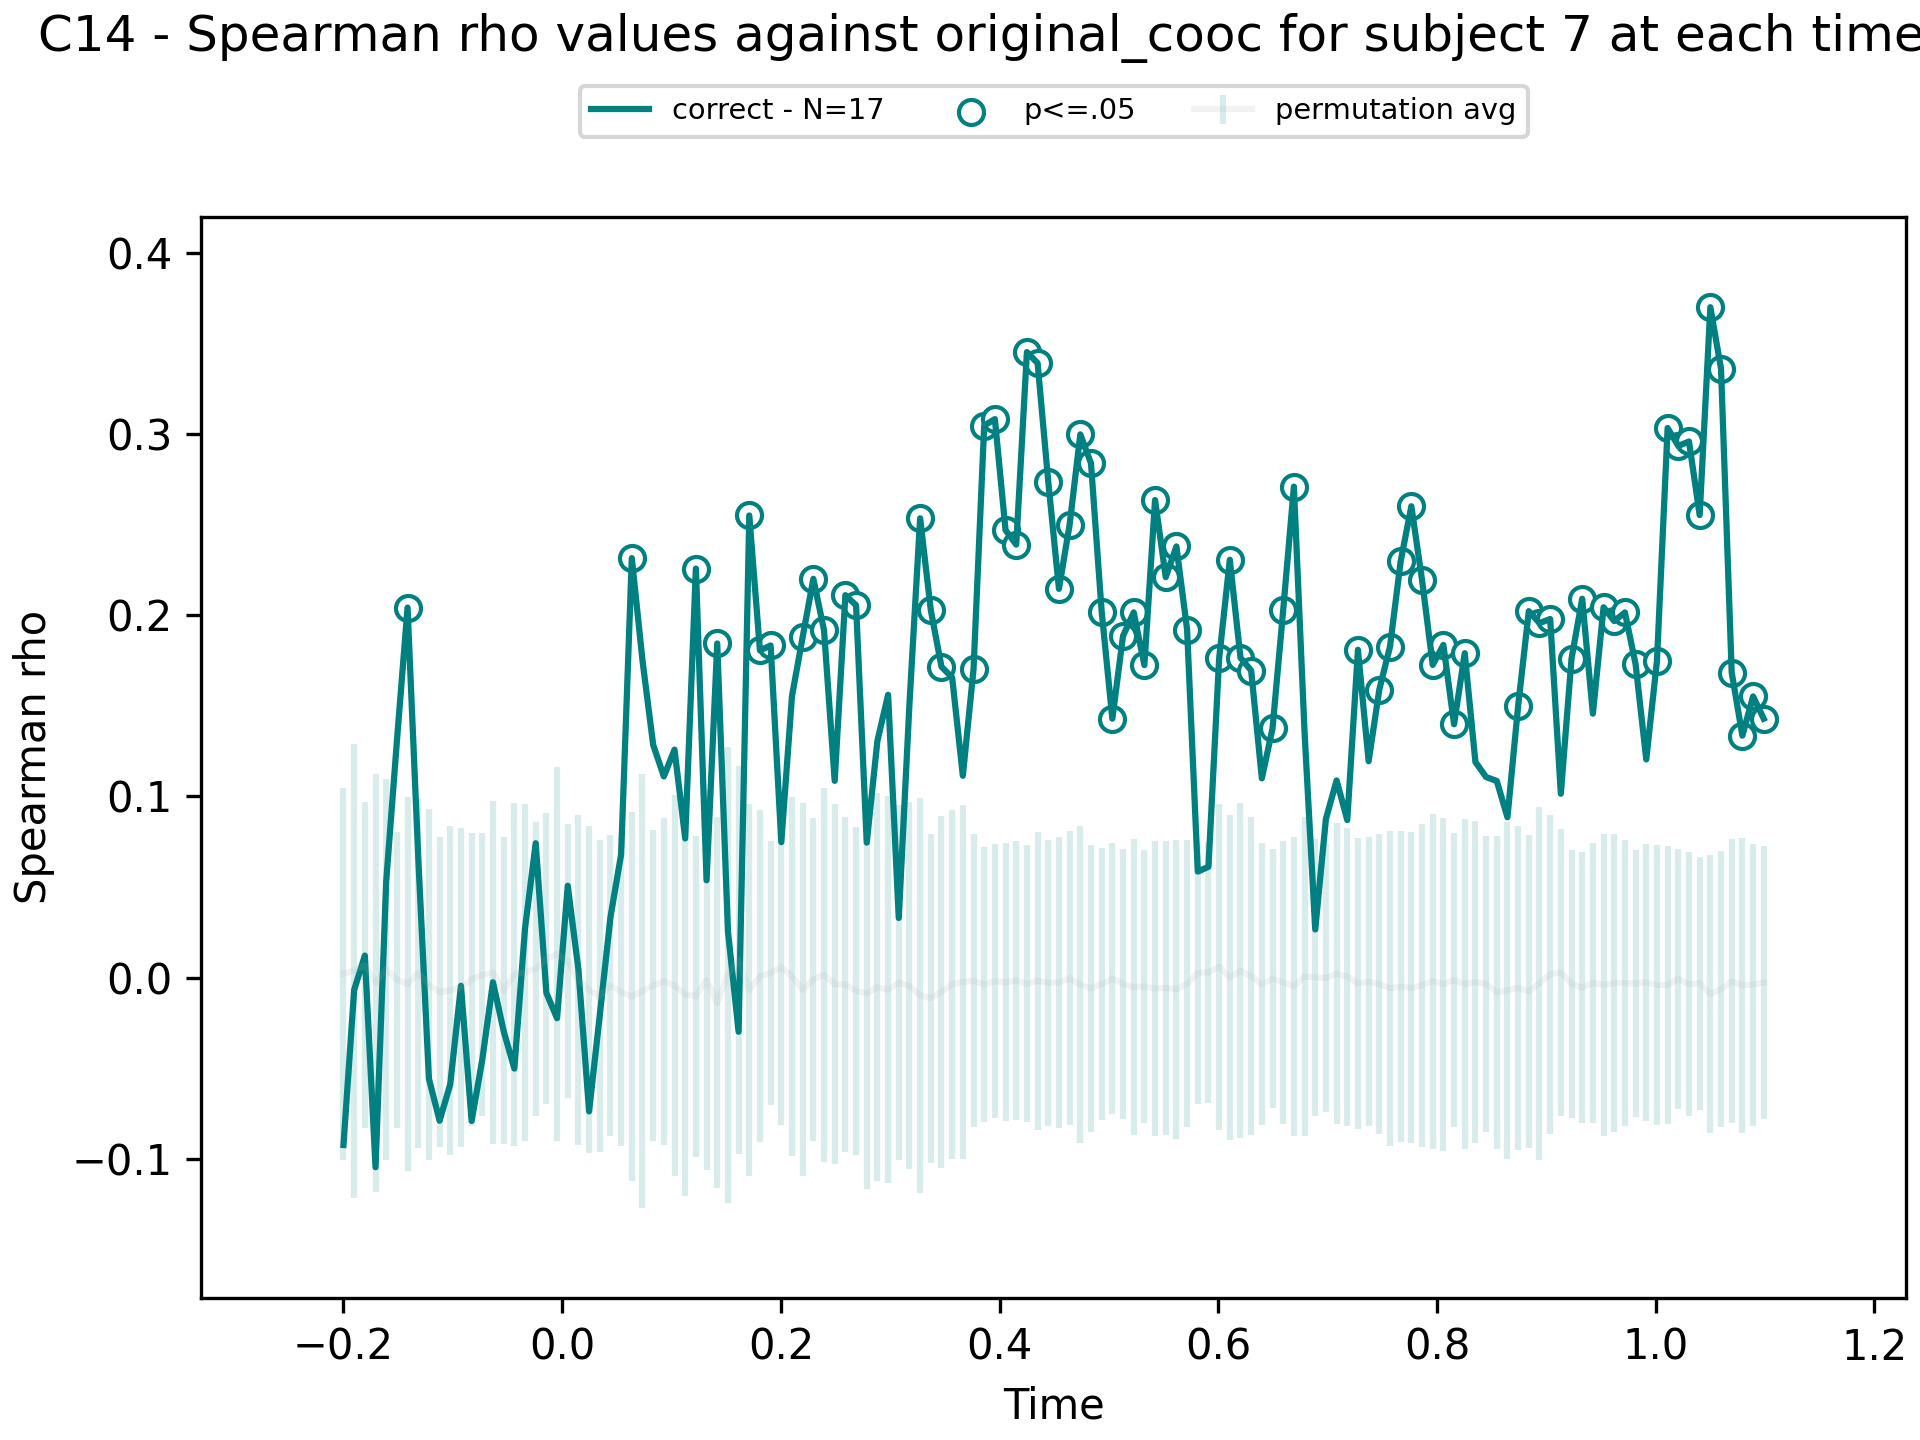 C14 - Spearman rho values against original_cooc for subject 7 at each time
correct - N=17
p<=.05
permutation avg
Spearman rho
0.4
0.3
0.2
0.1
0.0
−0.1
−0.2
0.0
0.2
0.4
0.6
0.8
1.0
1.2
Time